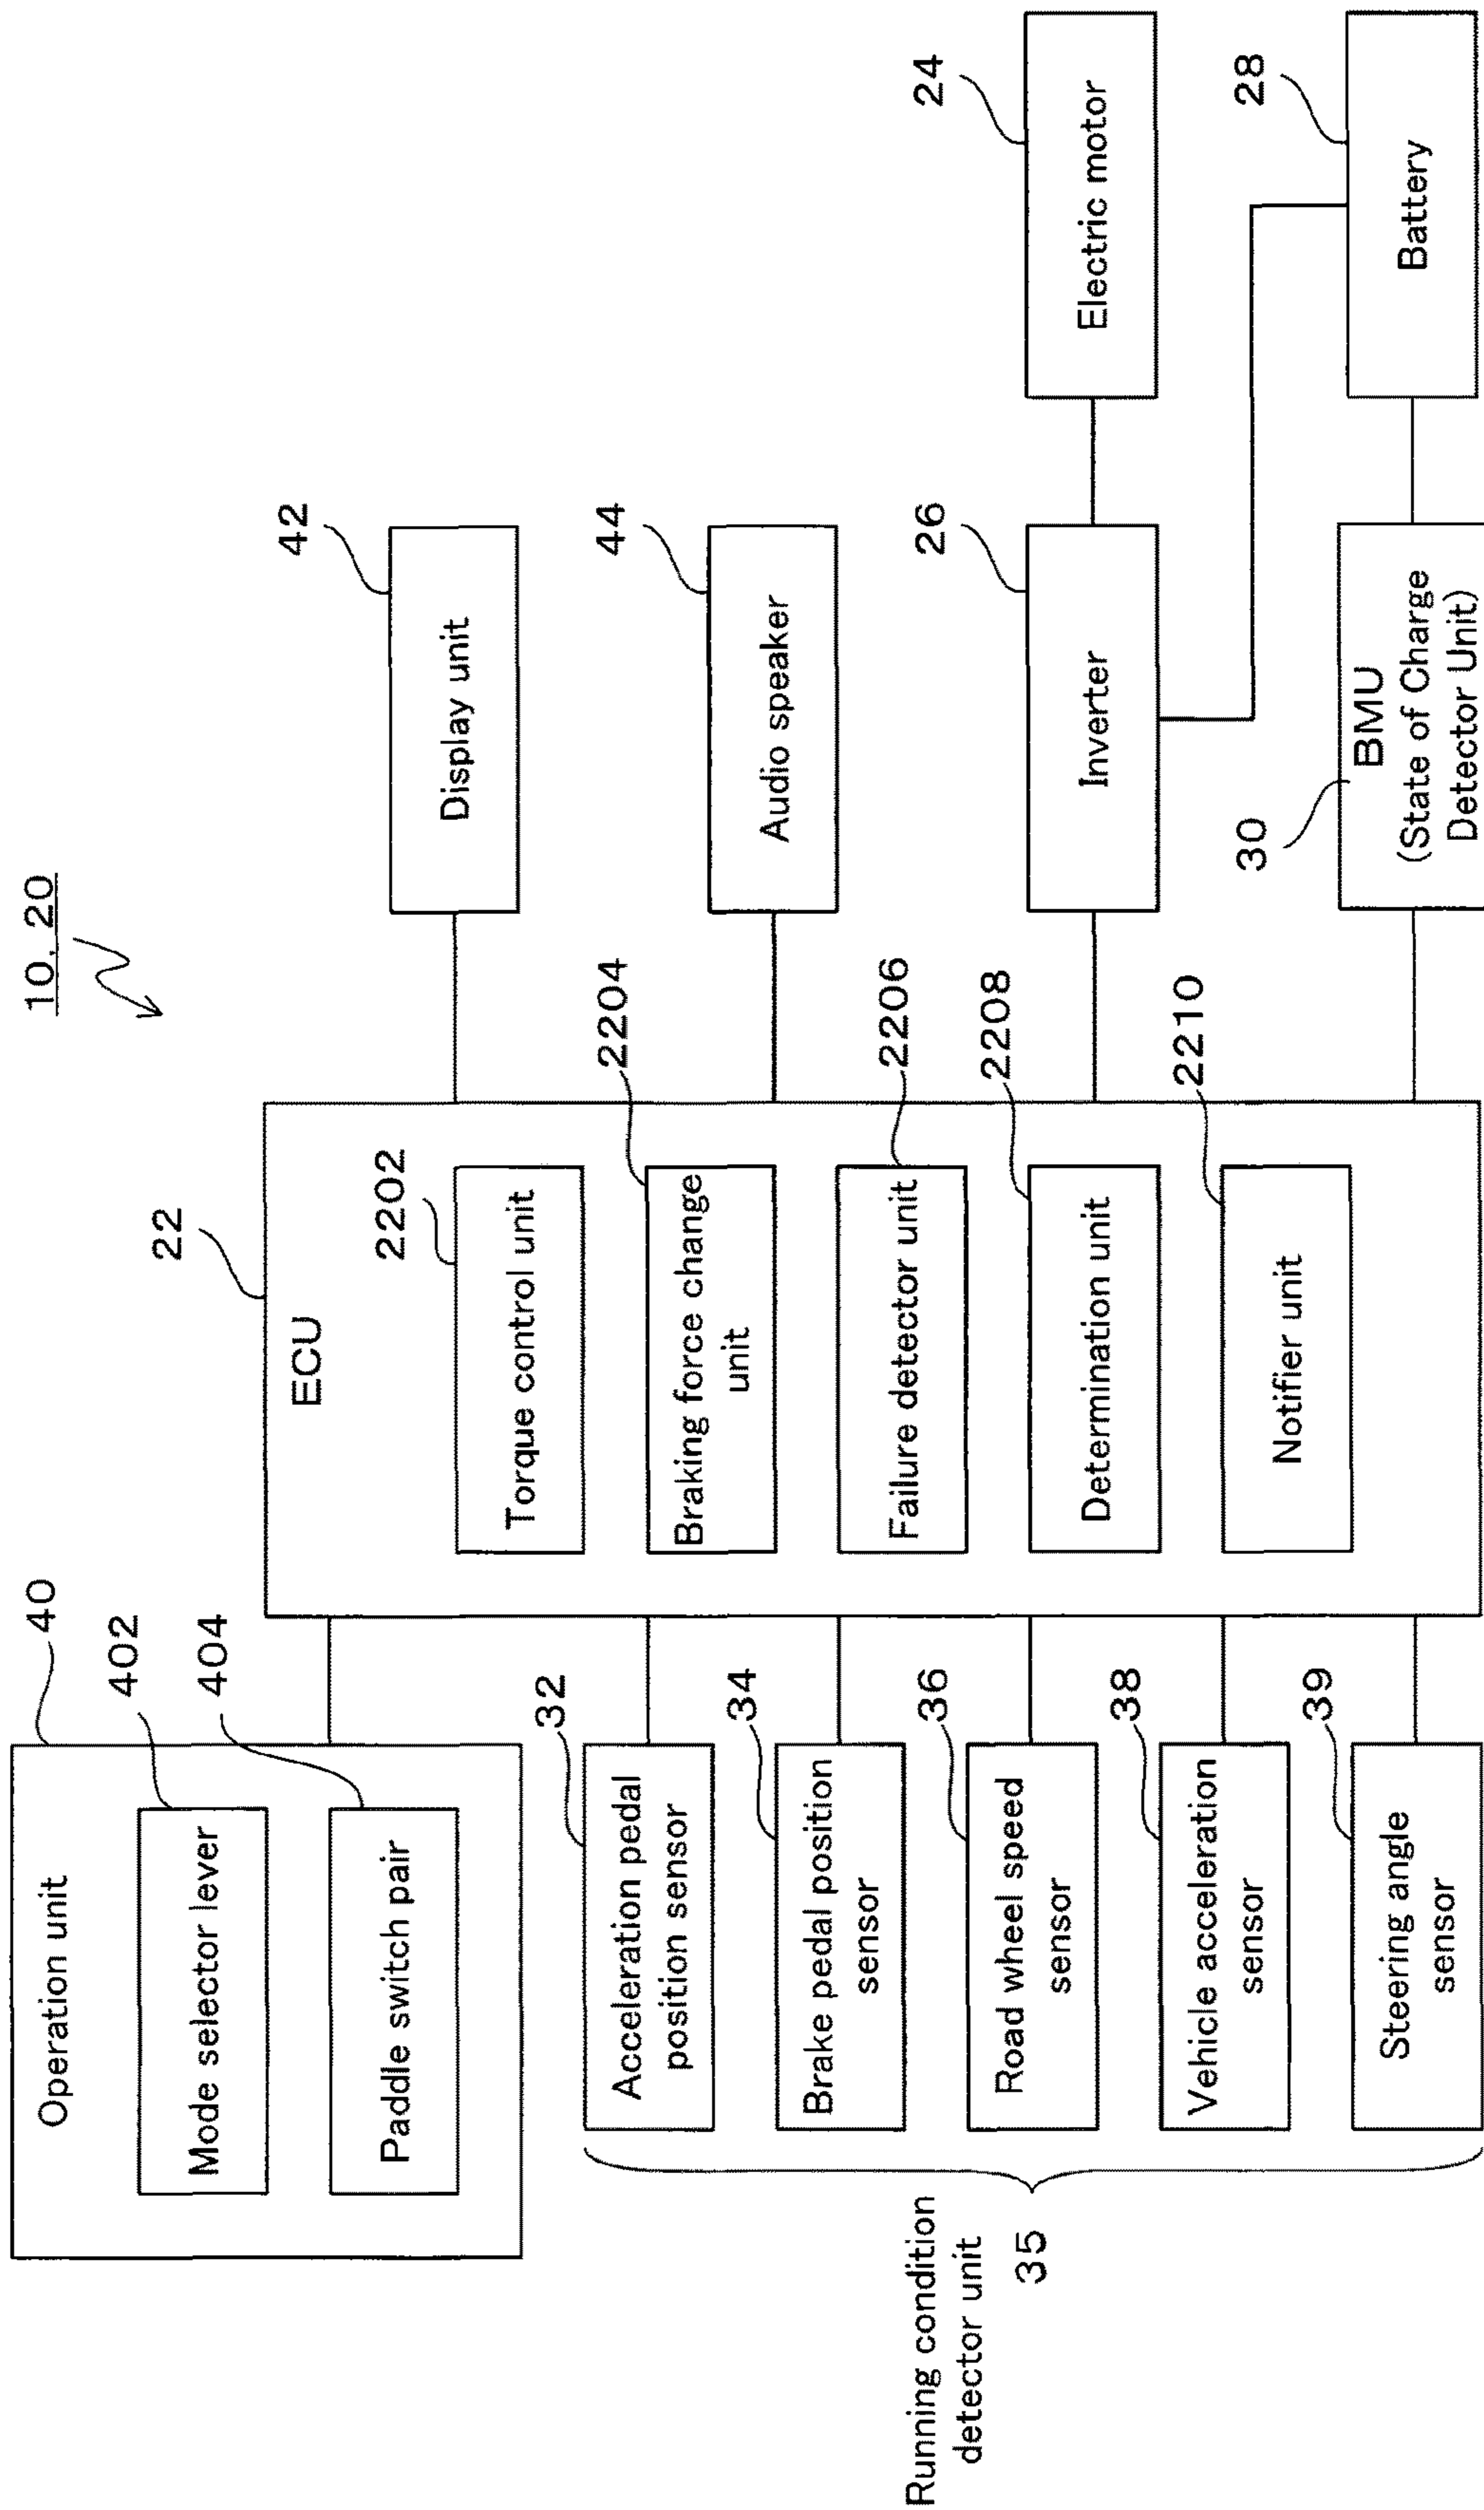 10, 20
40
Operation unit
402
Mode selector lever
404
Paddle switch pair
32
Acceleration pedal
position sensor
34
Brake pedal position
sensor
36
Road wheel speed
sensor
38
Vehicle acceleration
sensor
39
Steering angle
sensor
Running condition
detector unit
35
22
ECU
2202
Torque control unit
2204
Braking force change
unit
2206
Failure detector unit
2208
Determination unit
2210
Notifier unit
42
Display unit
44
Audio speaker
26
Inverter
30
BMU
(State of Charge
Detector Unit)
24
Electric motor
28
Battery